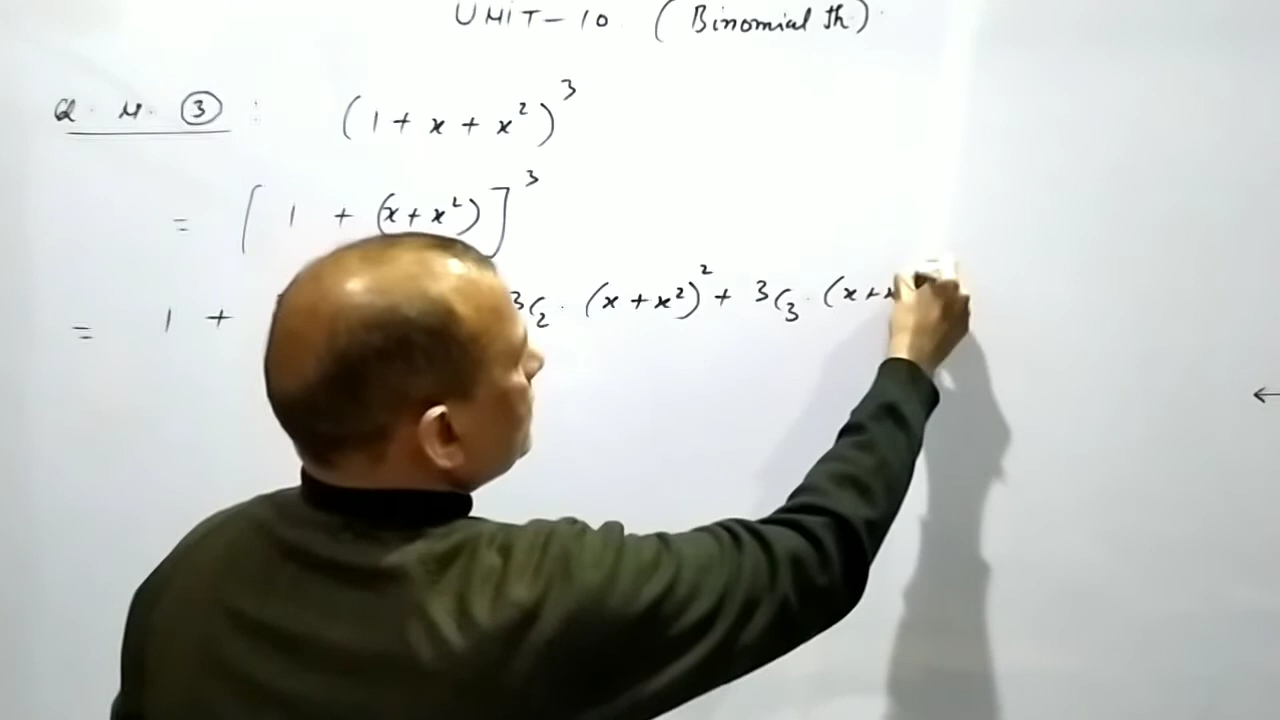 UNIT-10 (Binomial th)
Q. N. ③ : (1 + x + x²)³
= [ 1 + (x + x²) ]³
= 1 + ³C₂ . (x + x²)² + ³C₃ . (x + x
←